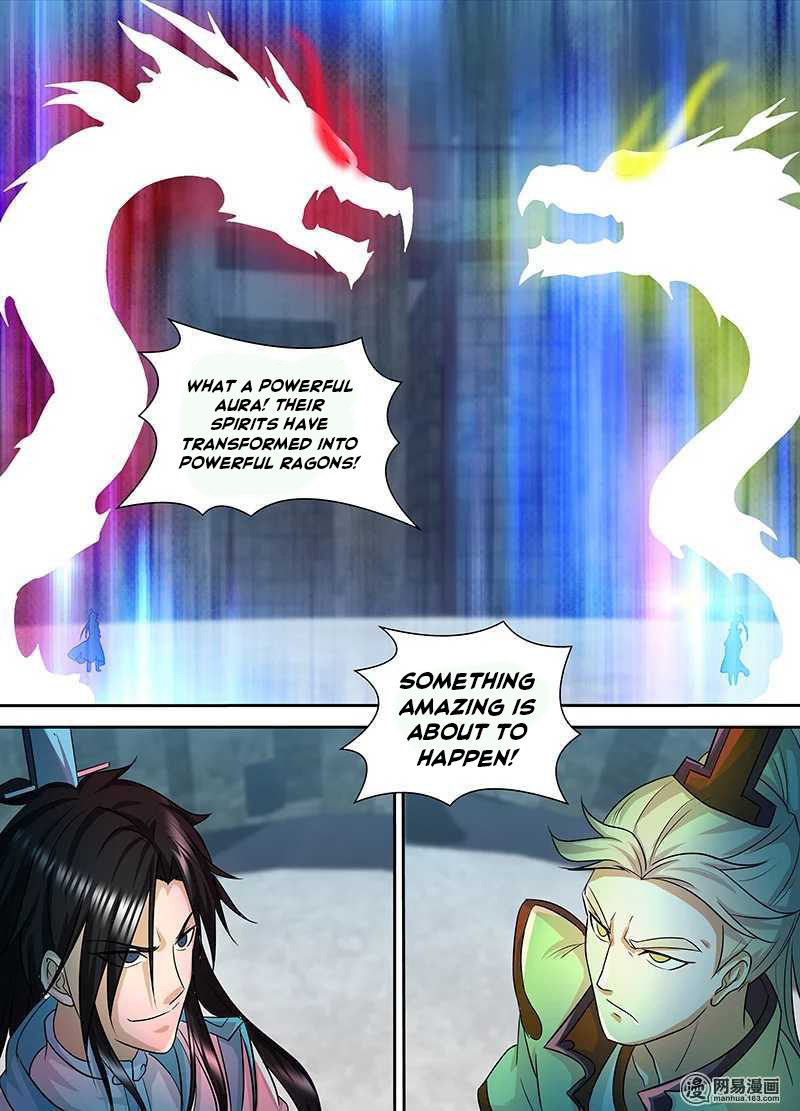 WHAT A POWERFUL
AURA! THEIR
SPIRITS HAVE
TRANSFORMED INTO
POWERFUL RAGONS!
SOMETHING
AMAZING IS
ABOUT TO
HAPPEN!
漫 网易漫画
manhua.163.com